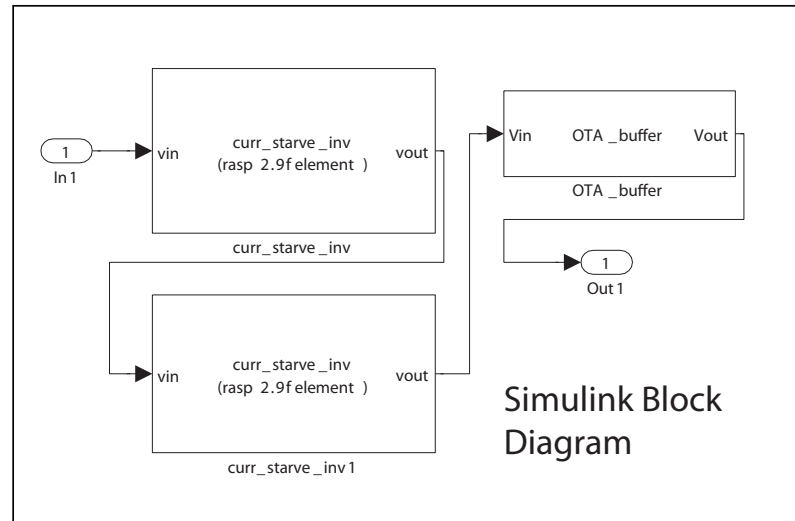 1
In 1
vin
curr_starve _inv
(rasp 2.9f element )
vout
curr_starve _inv
Vin
OTA _buffer
Vout
OTA _buffer
1
Out 1
vin
curr_starve _inv
(rasp 2.9f element )
vout
curr_starve _inv 1
Simulink Block
Diagram